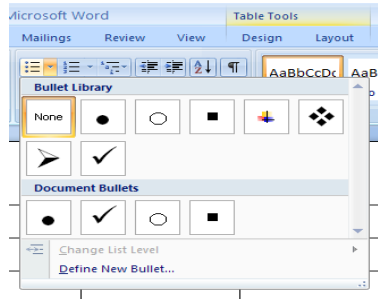 Microsoft Word Table Tools
Mailings Review View Design Layout
AaBbCcDc AaB
Bullet Library
None
Document Bullets
Change List Level
Define New Bullet...